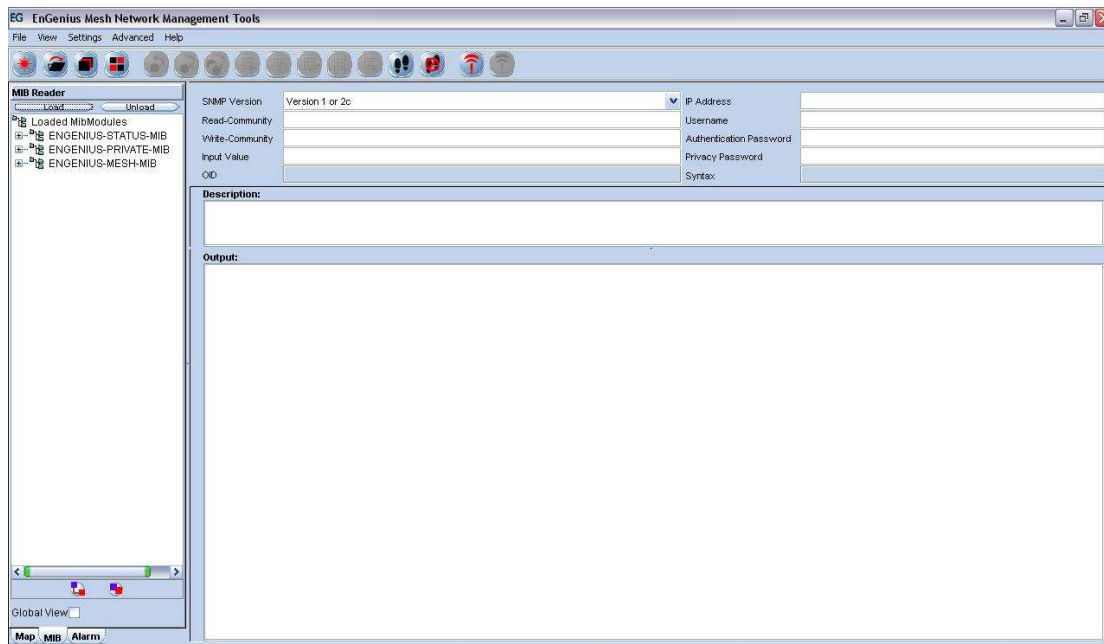 EG EnGenius Mesh Network Management Tools
File View Settings Advanced Help
MIB Reader
Load Unload
Loaded MibModules
ENGENIUS-STATUS-MIB
ENGENIUS-PRIVATE-MIB
ENGENIUS-MESH-MIB
Global View
Map MIB Alarm
SNMP Version Version 1 or 2c IP Address
Read-Community Username
Write-Community Authentication Password
Input Value Privacy Password
OID Syntax
Description:
Output: